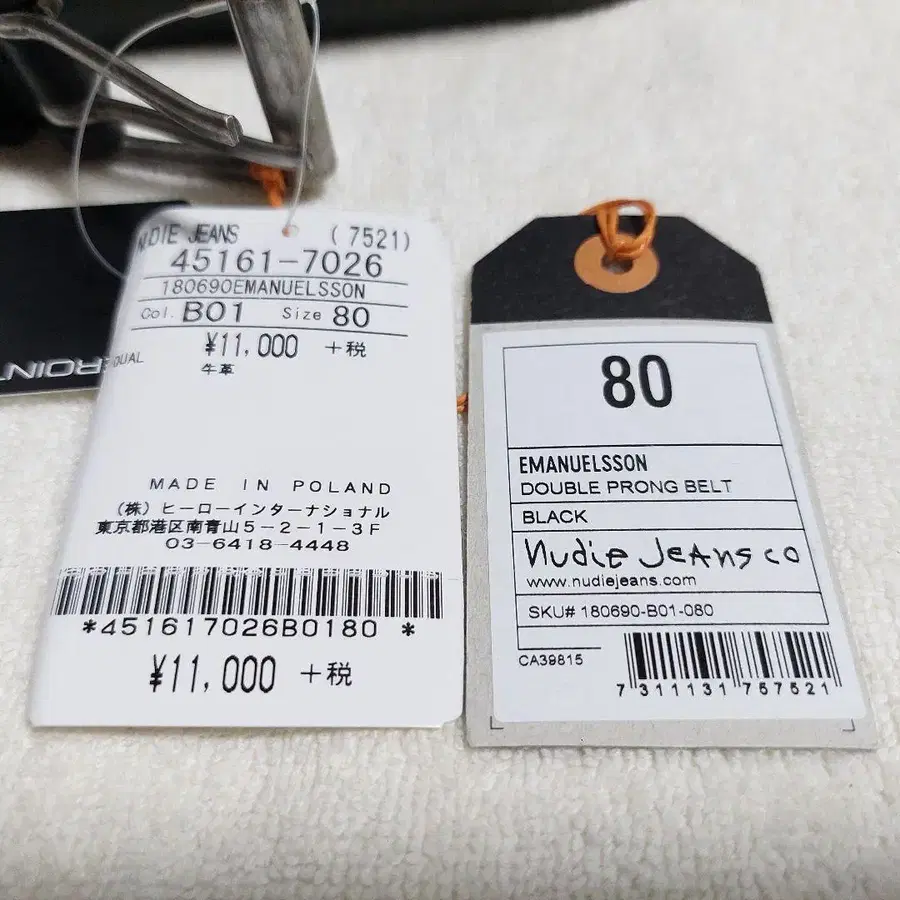 NUDIE JEANS (7521)
45161-7026
180690EMANUELSSON
Col. B01 Size 80
¥11,000 +税
牛革
MADE IN POLAND
(株)ヒーローインターナショナル
東京都港区南青山5-2-1-3F
03-6418-4448
*451617026B0180 *
¥11,000 +税
80
EMANUELSSON
DOUBLE PRONG BELT
BLACK
Nudie Jeans co
www.nudiejeans.com
SKU# 180690-B01-080
CA39815
7 311131 757521